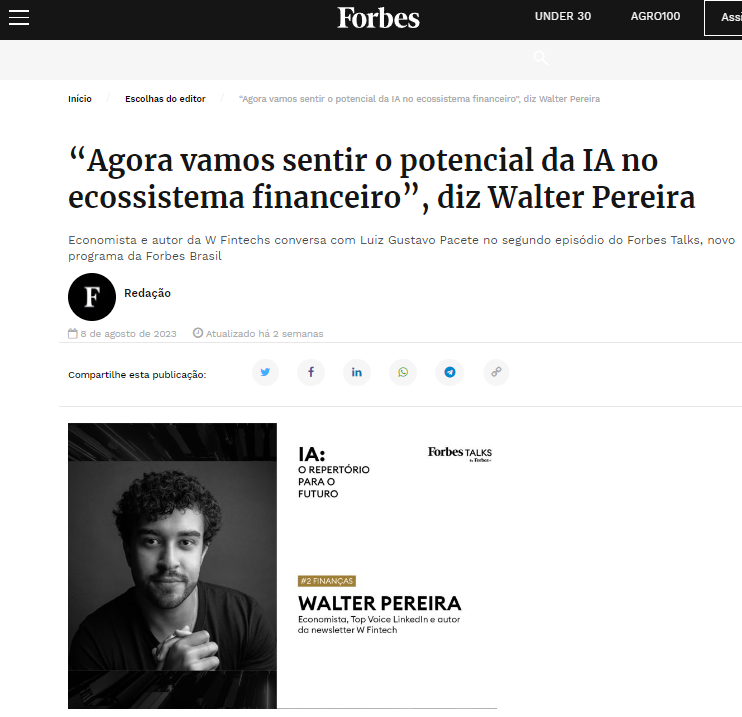 Forbes
UNDER 30
AGRO100
Assi
Início / Escolhas do editor / “Agora vamos sentir o potencial da IA no ecossistema financeiro”, diz Walter Pereira
“Agora vamos sentir o potencial da IA no
ecossistema financeiro”, diz Walter Pereira
Economista e autor da W Fintechs conversa com Luiz Gustavo Pacete no segundo episódio do Forbes Talks, novo
programa da Forbes Brasil
F
Redação
8 de agosto de 2023
Atualizado há 2 semanas
Compartilhe esta publicação:
IA:
O REPERTÓRIO
PARA O
FUTURO
Forbes TALKS
by Forbes+
#2 FINANÇAS
WALTER PEREIRA
Economista, Top Voice LinkedIn e autor
da newsletter W Fintech